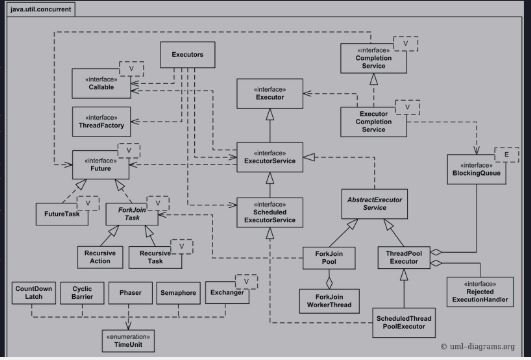 java.util.concurrent
Executors
V
«interface»
Completion
Service
V
«interface»
Callable
«interface»
Executor
V
Executor
Completion
Service
«interface»
ThreadFactory
V
«interface»
Future
«interface»
ExecutorService
E
«interface»
BlockingQueue
V
FutureTask
V
ForkJoin
Task
«interface»
Scheduled
ExecutorService
AbstractExecutor
Service
Recursive
Action
V
Recursive
Task
ForkJoin
Pool
ThreadPool
Executor
CountDown
Latch
Cyclic
Barrier
Phaser
Semaphore
V
Exchanger
ForkJoin
WorkerThread
«interface»
Rejected
ExecutionHandler
ScheduledThread
PoolExecutor
«enumeration»
TimeUnit
© uml-diagrams.org